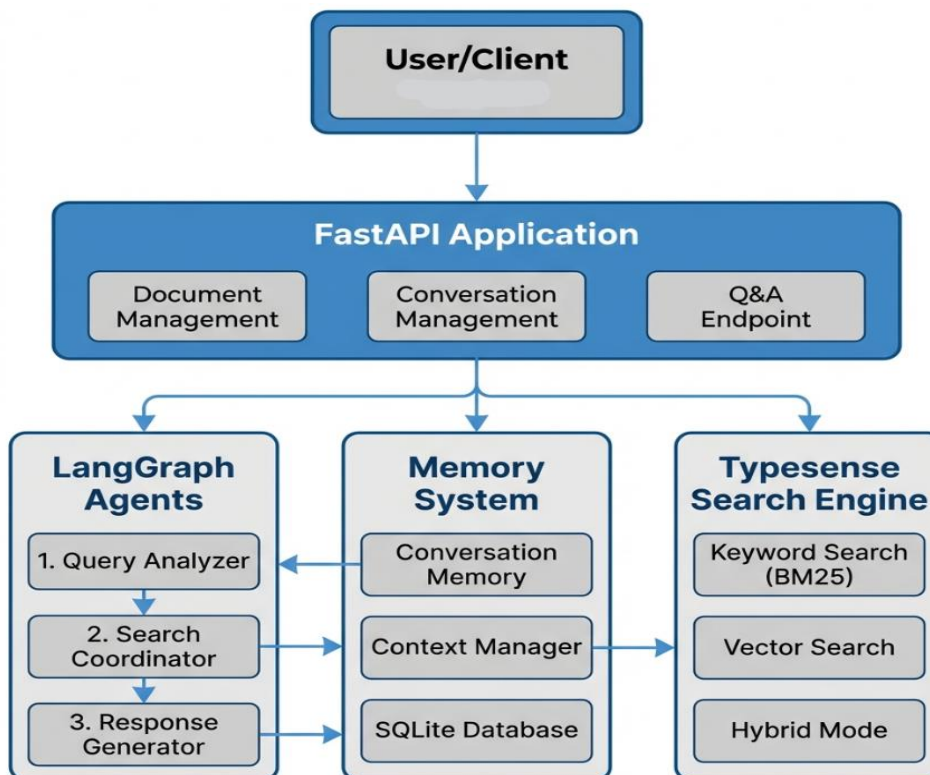 User/Client
FastAPI Application
Document
Management
Conversation
Management
Q&A
Endpoint
LangGraph
Agents
1. Query Analyzer
2. Search
Coordinator
3. Response
Generator
Memory
System
Conversation
Memory
Context Manager
SQLite Database
Typesense
Search Engine
Keyword Search
(BM25)
Vector Search
Hybrid Mode